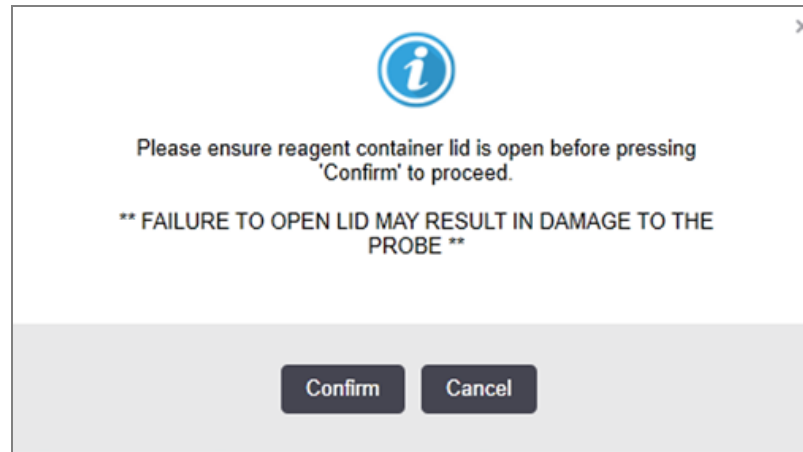 Please ensure reagent container lid is open before pressing
'Confirm' to proceed.
** FAILURE TO OPEN LID MAY RESULT IN DAMAGE TO THE
PROBE **
Confirm Cancel